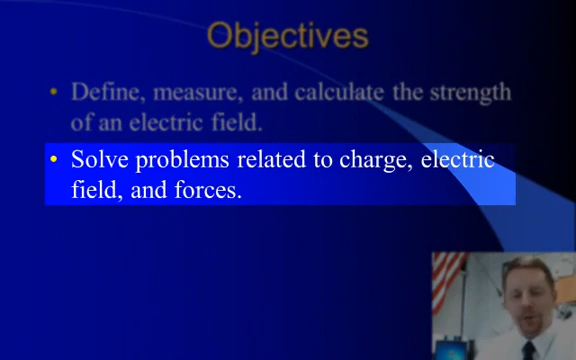 Objectives
• Define, measure, and calculate the strength
of an electric field.
• Solve problems related to charge, electric
field, and forces.